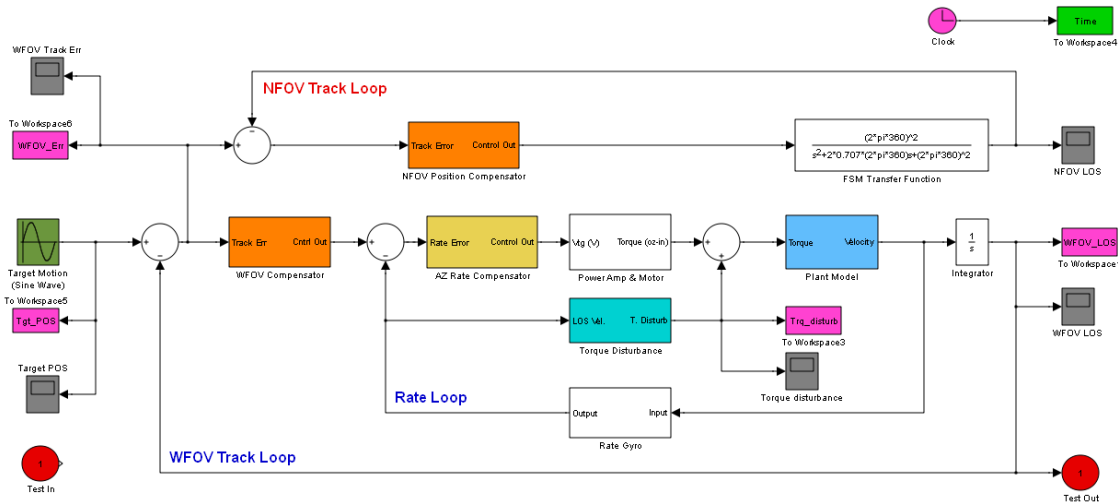 Time
Clock
To Workspace4
WFOV Track Err
NFOV Track Loop
To Workspace6
WFOV_Err
Track Error
Control Out
NFOV Position Compensator
(2*pi*360)^2
s2+2*0.707*(2*pi*360)s+(2*pi*360)^2
FSM Transfer Function
NFOV LOS
Target Motion
(Sine Wave)
Track Err
Cntrl Out
WFOV Compensator
Rate Error
Control Out
AZ Rate Compensator
Vtg (V)
Torque (oz-in)
Power Amp & Motor
Torque
Velocity
Plant Model
1
s
Integrator
WFOV_LOS
To Workspace
To Workspace5
Tgt_POS
LOS Vel.
T. Disturb
Torque Disturbance
Trq_disturb
To Workspace3
WFOV LOS
Target POS
Torque disturbance
Rate Loop
Output
Input
Rate Gyro
WFOV Track Loop
1
Test In
1
Test Out